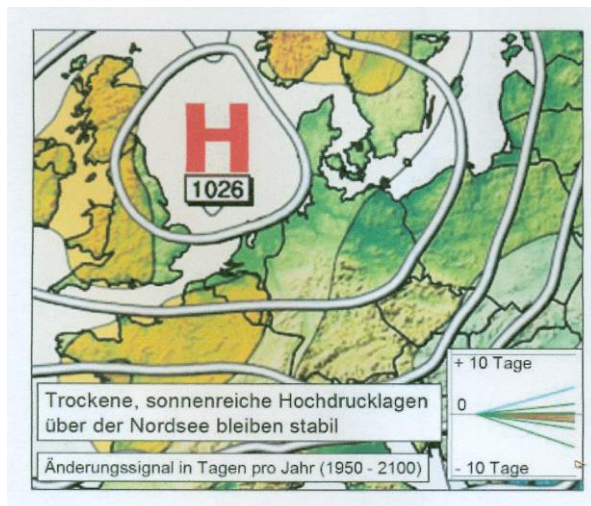 H
1026
+ 10 Tage
0
- 10 Tage
Trockene, sonnenreiche Hochdrucklagen
über der Nordsee bleiben stabil
Änderungssignal in Tagen pro Jahr (1950 - 2100)